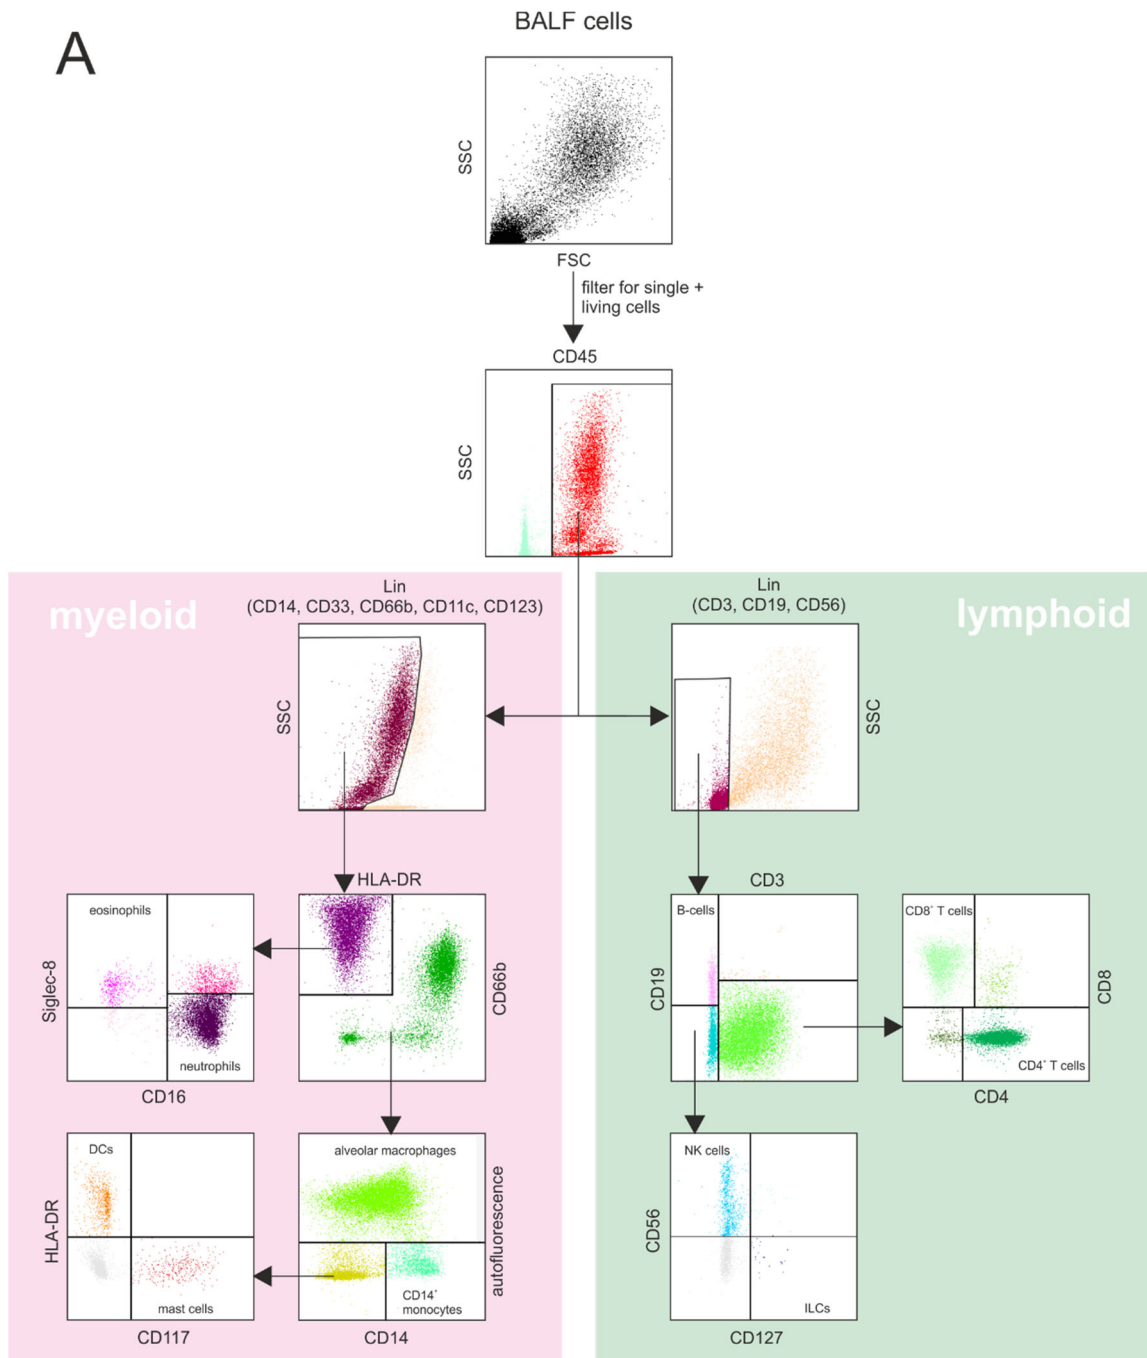 A
BALF cells
SSC
FSC
filter for single +
living cells
CD45
SSC
myeloid
Lin
(CD14, CD33, CD66b, CD11c, CD123)
SSC
Lin
(CD3, CD19, CD56)
lymphoid
SSC
HLA-DR
eosinophils
Siglec-8
neutrophils
CD16
CD66b
CD3
B-cells
CD19
CD8⁺ T cells
CD8
CD4⁺ T cells
CD4
DCs
HLA-DR
mast cells
CD117
alveolar macrophages
autofluorescence
CD14⁺
monocytes
CD14
NK cells
CD56
ILCs
CD127